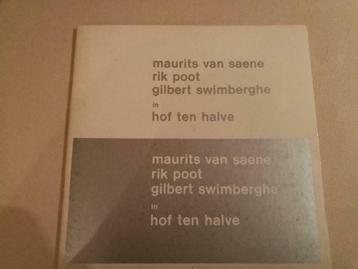 maurits van saene
rik poot
gilbert swimberghe
in
hof ten halve
maurits van saene
rik poot
gilbert swimberghe
in
hof ten halve